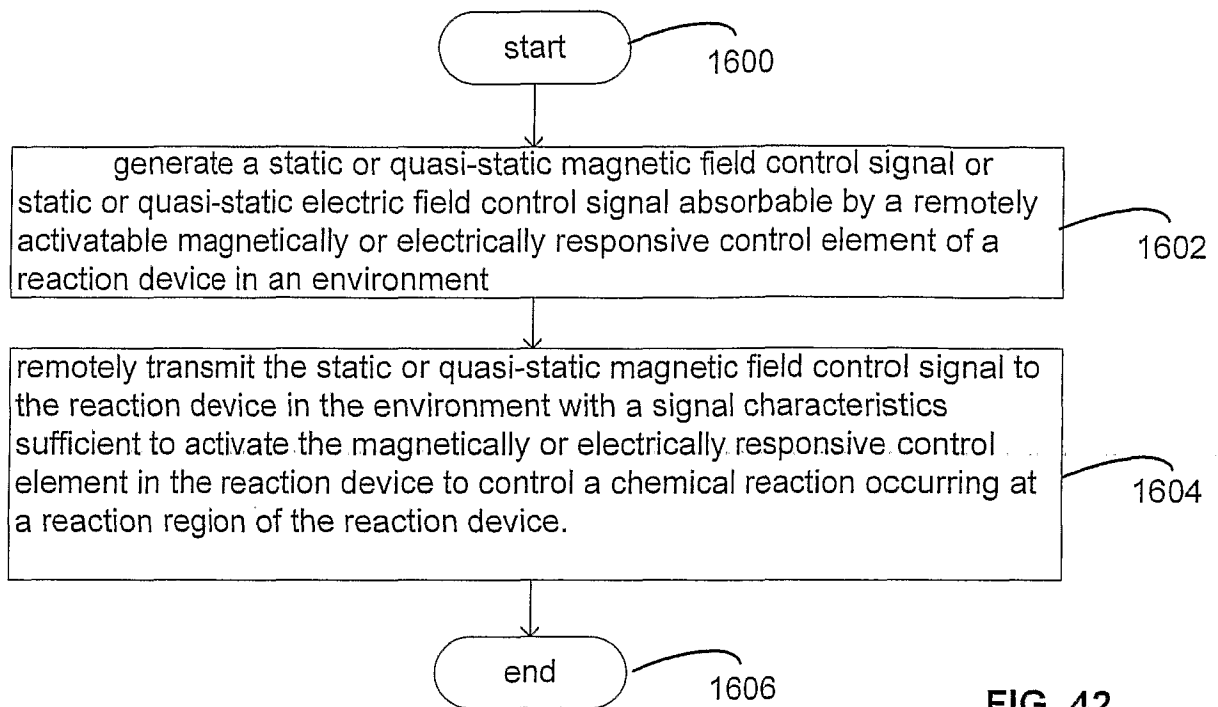 start
1600
generate a static or quasi-static magnetic field control signal or
static or quasi-static electric field control signal absorbable by a remotely
activatable magnetically or electrically responsive control element of a
reaction device in an environment
1602
remotely transmit the static or quasi-static magnetic field control signal to
the reaction device in the environment with a signal characteristics
sufficient to activate the magnetically or electrically responsive control
element in the reaction device to control a chemical reaction occurring at
a reaction region of the reaction device.
1604
end
1606
FIG. 42